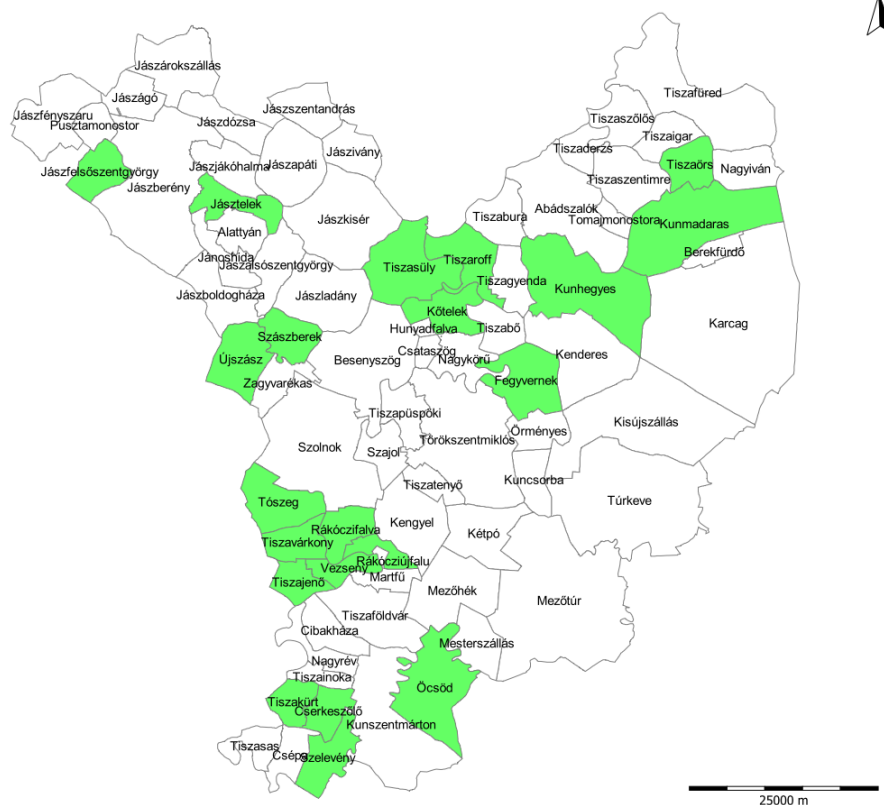 Jászárokszállás
Tiszafüred
Jászágó
Jászszentandrás
Jászfényszaru
Tiszaszőlős
Jászdózsa
Pusztamonostor
Tiszaigar
Tiszaderzs
Jászivány
Jászapáti
Jászjákóhalma
Tiszaörs
Nagyiván
Jászfelsőszentgyörgy
Tiszaszentimre
Jászberény
Jásztelek
Abádszalók
Tiszabura
Jászkisér
Tomajmonostora
Kunmadaras
Alattyán
Berekfürdő
Jánoshida
Tiszaroff
Jászalsószentgyörgy
Tiszasüly
Tiszagyenda
Kunhegyes
Jászboldogháza
Jászladány
Kőtelek
Karcag
Hunyadfalva
Tiszabő
Szászberek
Csataszög
Kenderes
Újszász
Besenyszög
Nagykörű
Fegyvernek
Zagyvarékas
Tiszapüspöki
Kisújszállás
Örményes
Törökszentmiklós
Szolnok
Szajol
Kuncsorba
Tiszatenyő
Túrkeve
Tószeg
Kengyel
Rákóczifalva
Kétpó
Tiszavárkony
Rákócziújfalu
Vezseny
Martfű
Tiszajenő
Mezőhék
Mezőtúr
Tiszaföldvár
Cibakháza
Mesterszállás
Nagyrév
Tiszainoka
Öcsöd
Tiszakürt
Cserkeszőlő
Kunszentmárton
Tiszasas
Csépa
Szelevény
25000 m